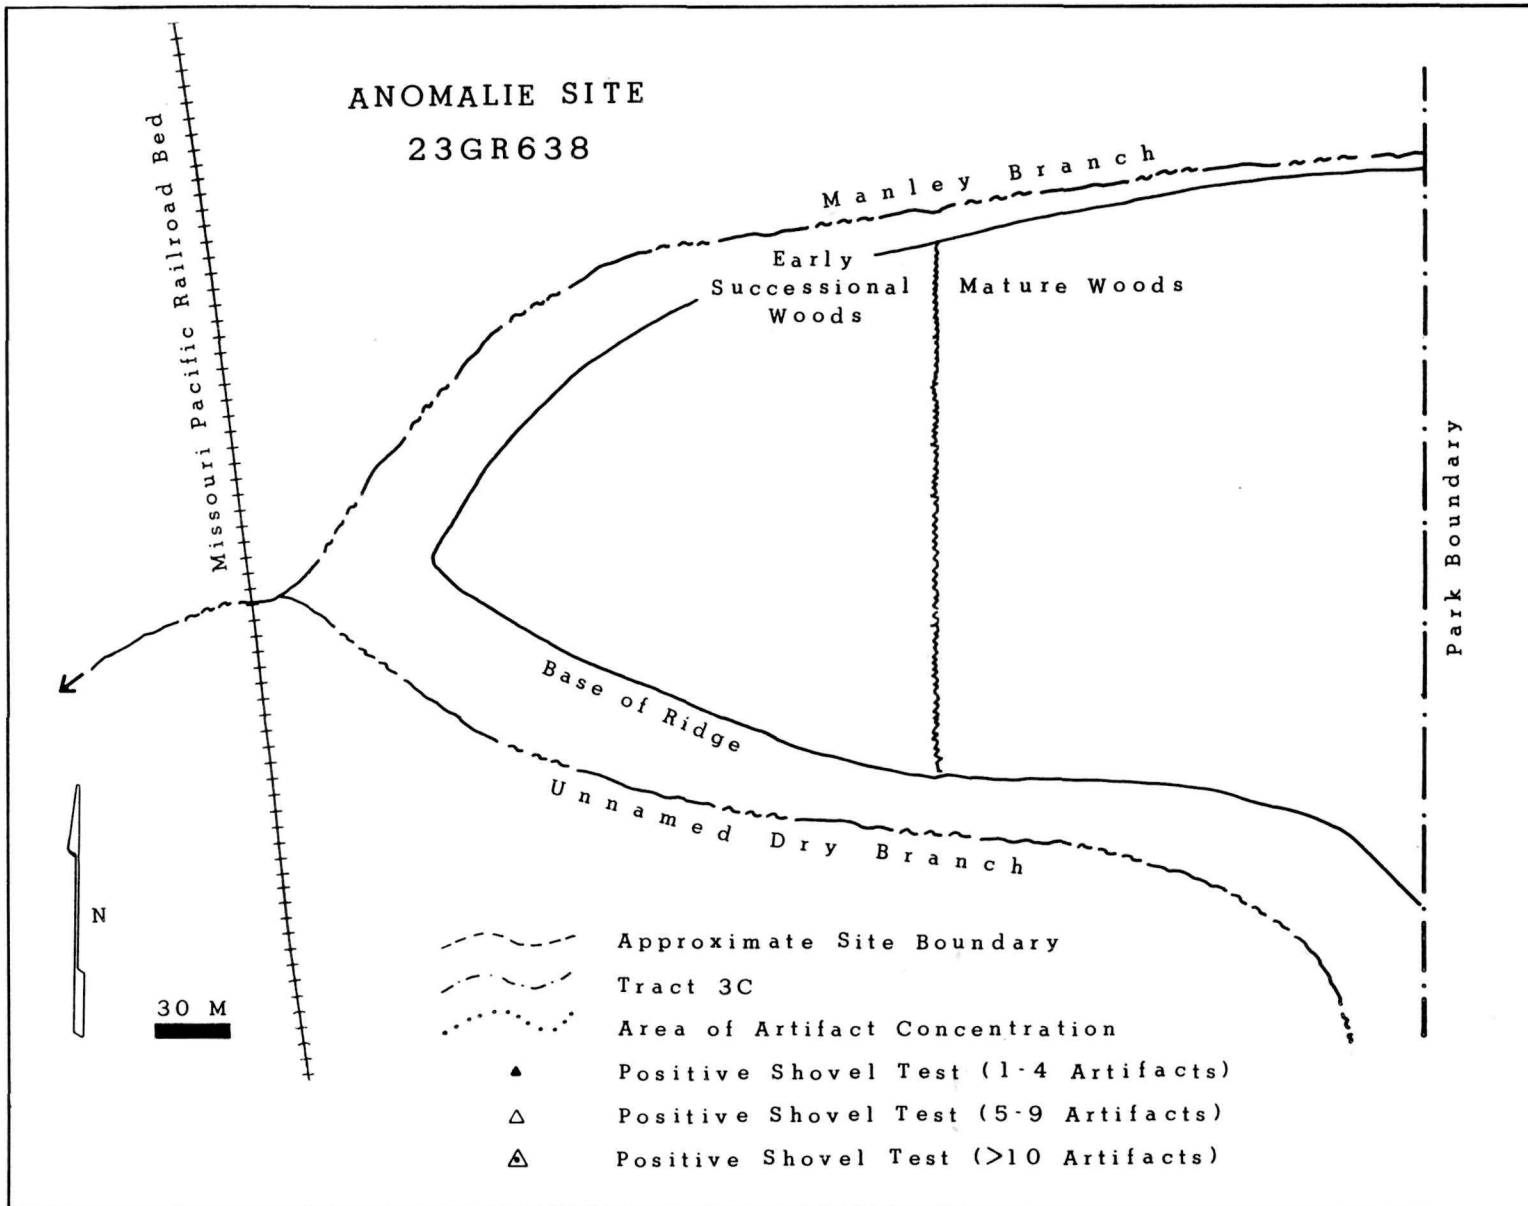 ANOMALIE SITE
23GR638
Missouri Pacific Railroad Bed
Manley Branch
Early
Successional
Woods
Mature Woods
Park Boundary
Base of Ridge
Unnamed Dry Branch
N
30 M
Approximate Site Boundary
Tract 3C
Area of Artifact Concentration
Positive Shovel Test (1-4 Artifacts)
Positive Shovel Test (5-9 Artifacts)
Positive Shovel Test (>10 Artifacts)